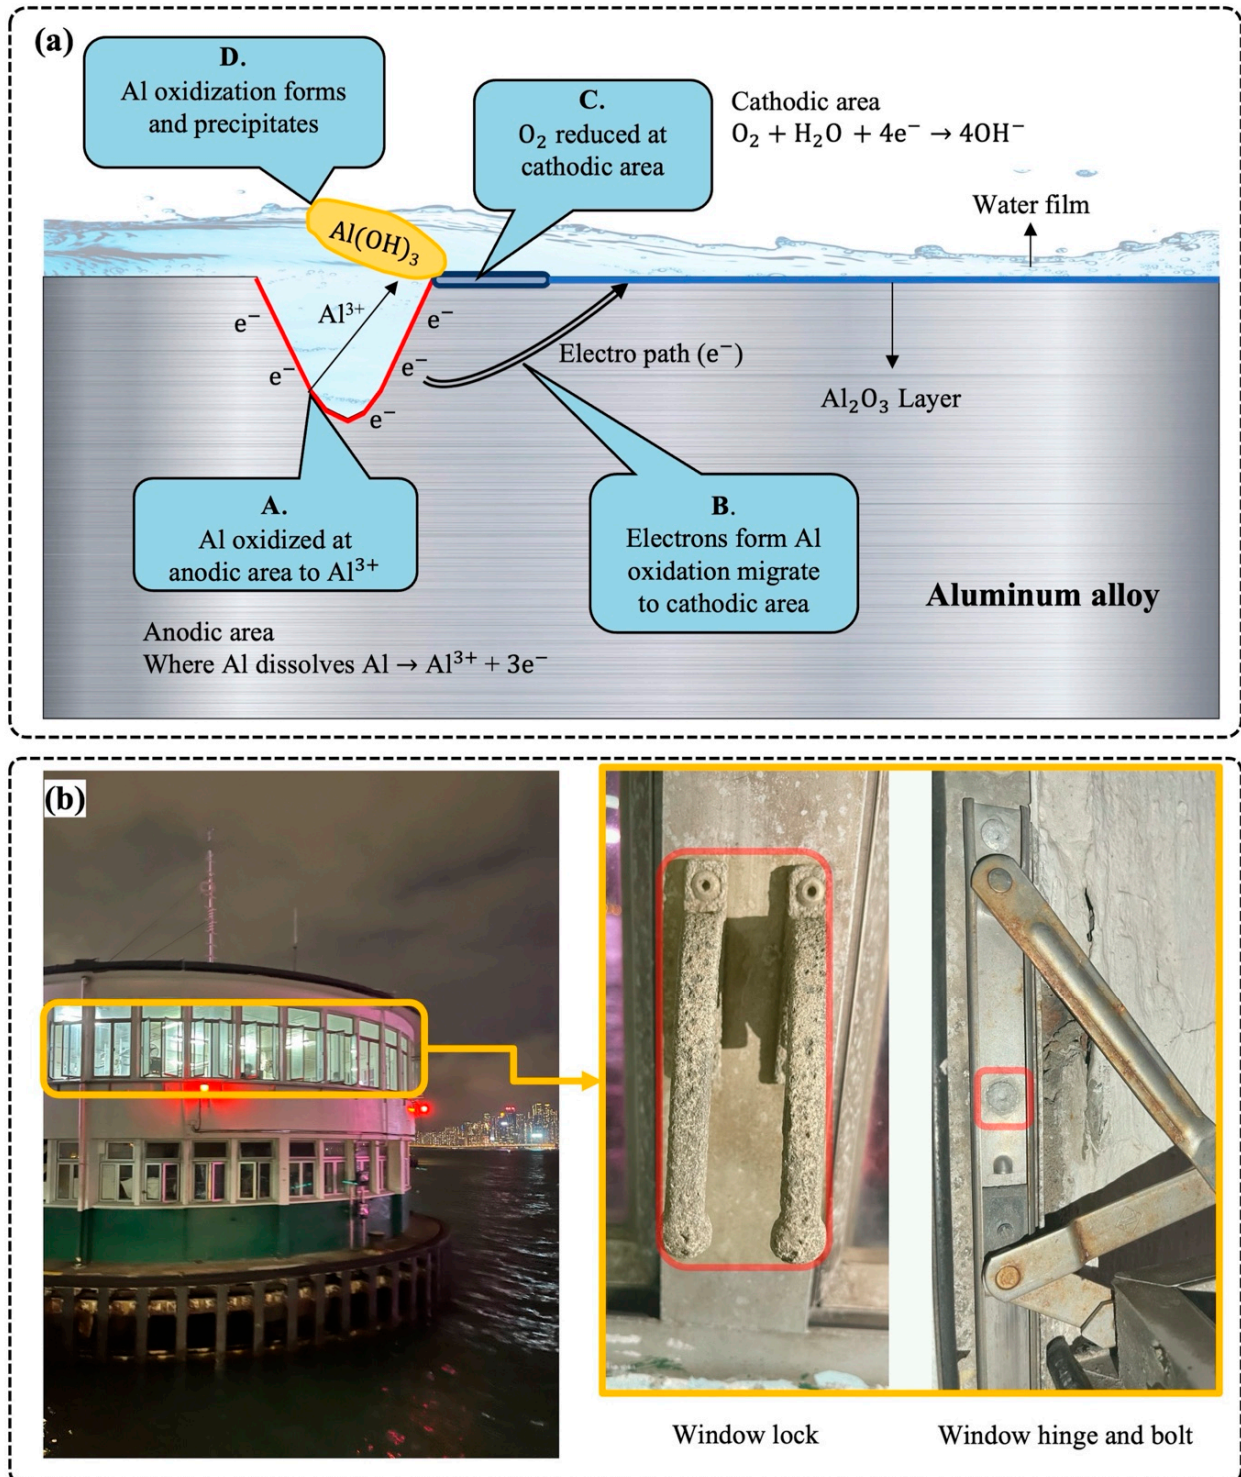 (a)
D.
Al oxidization forms
and precipitates
C.
O₂ reduced at
cathodic area
Cathodic area
O₂ + H₂O + 4e⁻ → 4OH⁻
Water film
Al(OH)₃
Al³⁺
e⁻
e⁻
e⁻
e⁻
e⁻
Electro path (e⁻)
Al₂O₃ Layer
A.
Al oxidized at
anodic area to Al³⁺
B.
Electrons form Al
oxidation migrate
to cathodic area
Aluminum alloy
Anodic area
Where Al dissolves Al → Al³⁺ + 3e⁻
(b)
Window lock
Window hinge and bolt